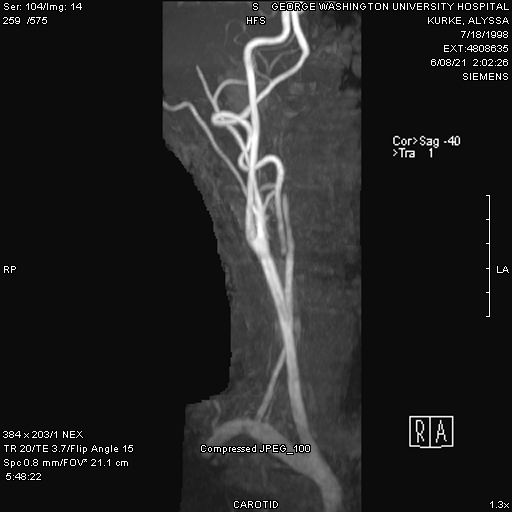 Ser: 104/Img: 14
259 /575
S GEORGE WASHINGTON UNIVERSITY HOSPITAL
HFS
KURKE, ALYSSA
7/18/1998
EXT:4808635
6/08/21 2:02:26
SIEMENS
Cor>Sag -40
>Tra 1
RP
LA
R A
384 x 203/1 NEX
TR 20/TE 3.7/Flip Angle 15
Spc 0.8 mm/FOV* 21.1 cm
5:48:22
Compressed JPEG_100
CAROTID
1.3x